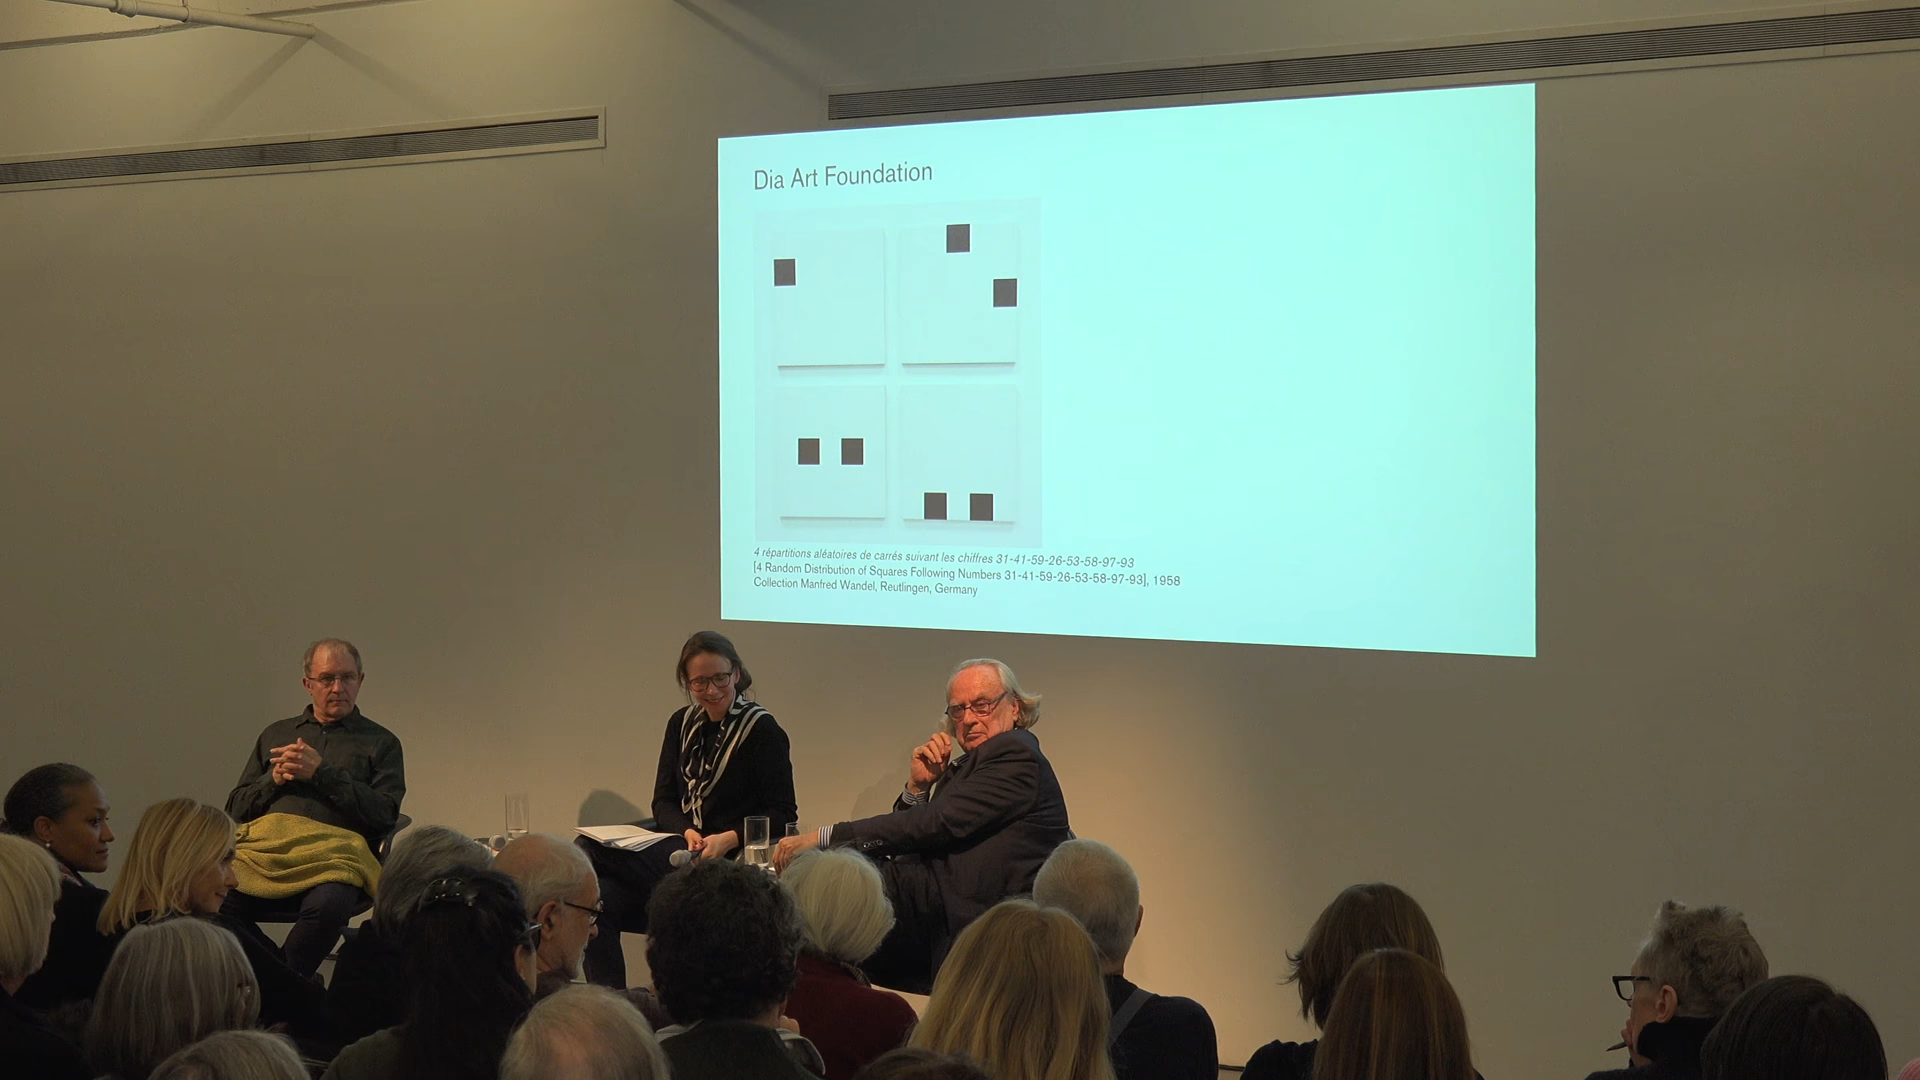 Dia Art Foundation
4 répartitions aléatoires de carrés suivant les chiffres 31-41-59-26-53-58-97-93
[4 Random Distribution of Squares Following Numbers 31-41-59-26-53-58-97-93], 1958
Collection Manfred Wandel, Reutlingen, Germany